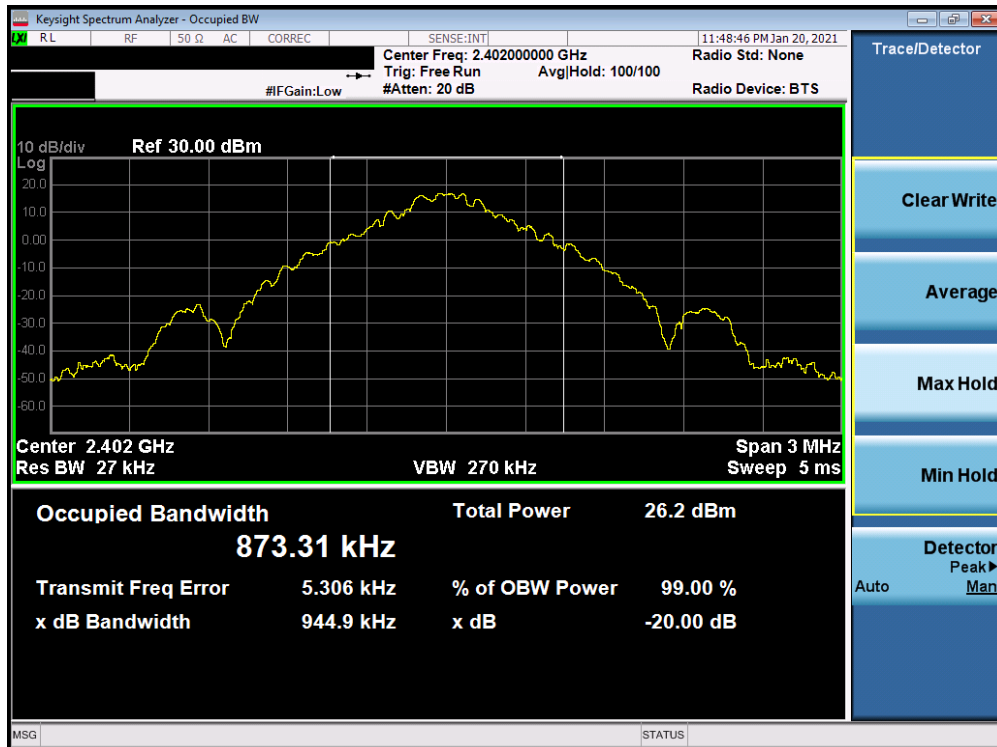 Keysight Spectrum Analyzer - Occupied BW
LXI RL RF 50 Ω AC CORREC SENSE:INT 11:48:46 PM Jan 20, 2021
Center Freq: 2.402000000 GHz Radio Std: None
Trig: Free Run Avg|Hold: 100/100
#IFGain:Low #Atten: 20 dB Radio Device: BTS
Trace/Detector
10 dB/div Ref 30.00 dBm
Log
20.0
10.0
0.00
-10.0
-20.0
-30.0
-40.0
-50.0
-60.0
Center 2.402 GHz Span 3 MHz
Res BW 27 kHz VBW 270 kHz Sweep 5 ms
Occupied Bandwidth Total Power 26.2 dBm
873.31 kHz
Transmit Freq Error 5.306 kHz % of OBW Power 99.00 %
x dB Bandwidth 944.9 kHz x dB -20.00 dB
Clear Write
Average
Max Hold
Min Hold
Detector
Peak▶
Auto Man
MSG STATUS